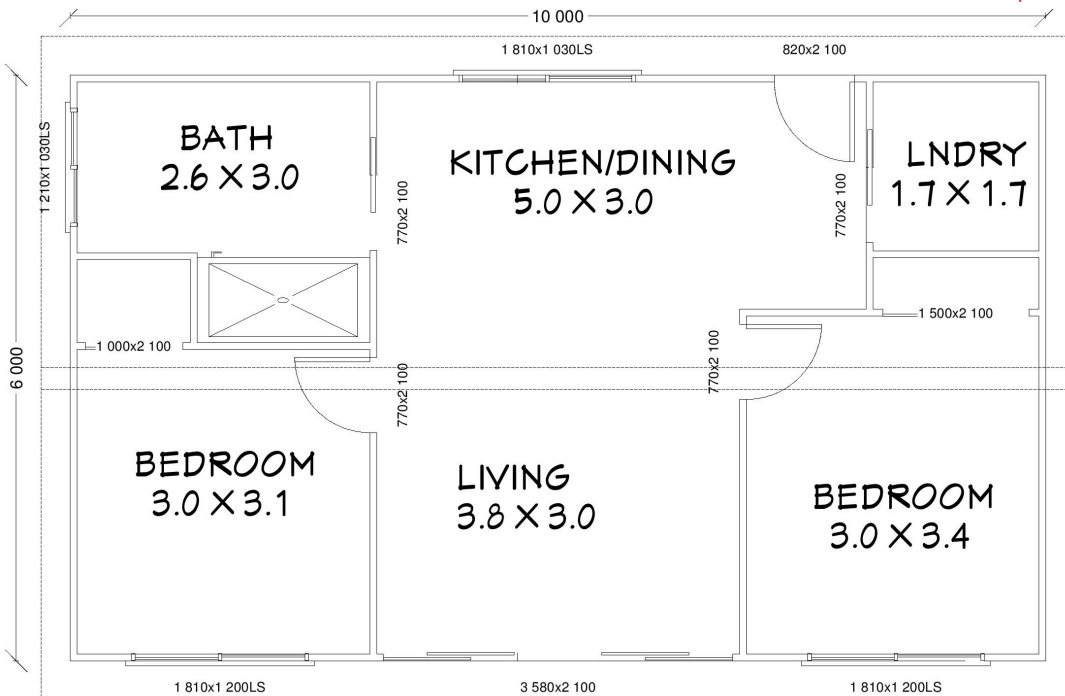 10 000
1 810x1 030LS
820x2 100
6 000
1 210x1 030LS
BATH
2.6 X 3.0
770x2 100
KITCHEN/DINING
5.0 X 3.0
770x2 100
LNDRY
1.7 X 1.7
1 000x2 100
1 500x2 100
770x2 100
770x2 100
BEDROOM
3.0 X 3.1
LIVING
3.8 X 3.0
BEDROOM
3.0 X 3.4
1 810x1 200LS
3 580x2 100
1 810x1 200LS